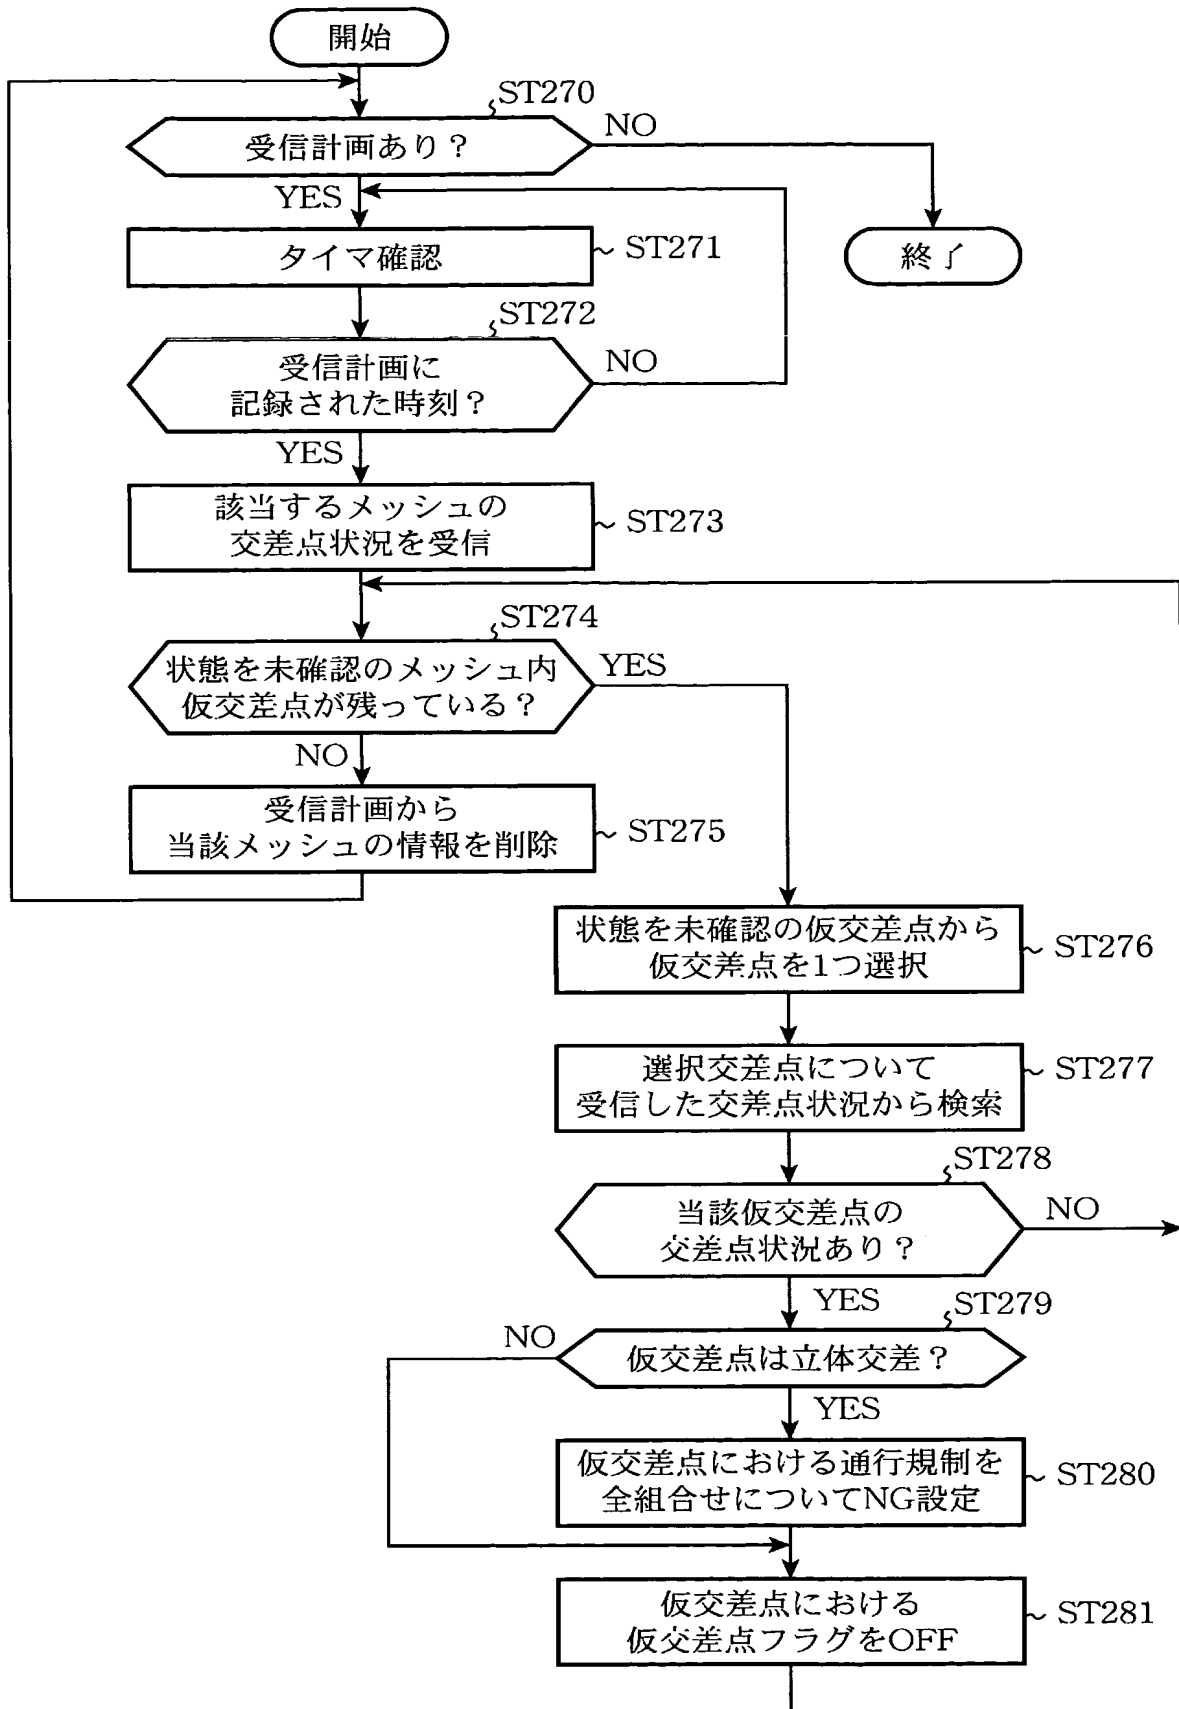 開始
ST270
受信計画あり？
NO
YES
タイマ確認
ST271
終了
ST272
受信計画に
記録された時刻？
NO
YES
該当するメッシュの
交差点状況を受信
ST273
ST274
状態を未確認のメッシュ内
仮交差点が残っている？
YES
NO
受信計画から
当該メッシュの情報を削除
ST275
状態を未確認の仮交差点から
仮交差点を1つ選択
ST276
選択交差点について
受信した交差点状況から検索
ST277
ST278
当該仮交差点の
交差点状況あり？
NO
YES
ST279
NO
仮交差点は立体交差？
YES
仮交差点における通行規制を
全組合せについてNG設定
ST280
仮交差点における
仮交差点フラグをOFF
ST281